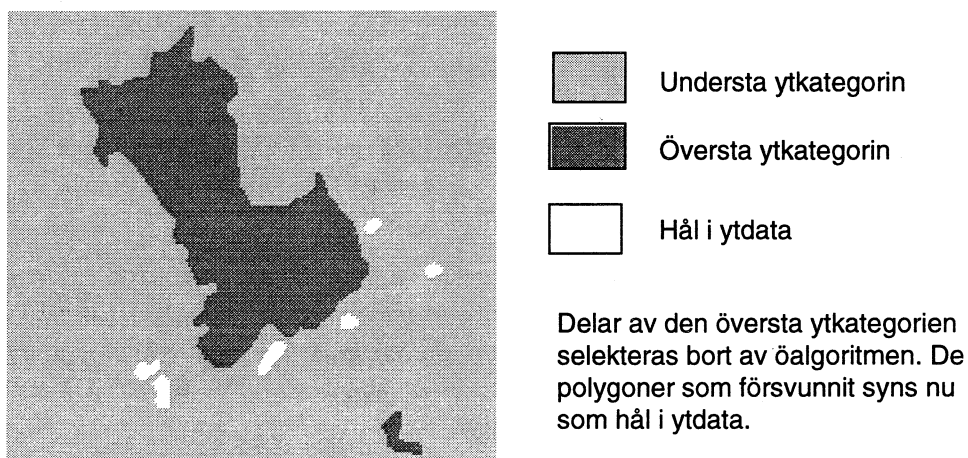 Understa ytkategorin
Översta ytkategorin
Hål i ytdata
Delar av den översta ytkategorien
selekteras bort av öalgoritmen. De
polygoner som försvunnit syns nu
som hål i ytdata.